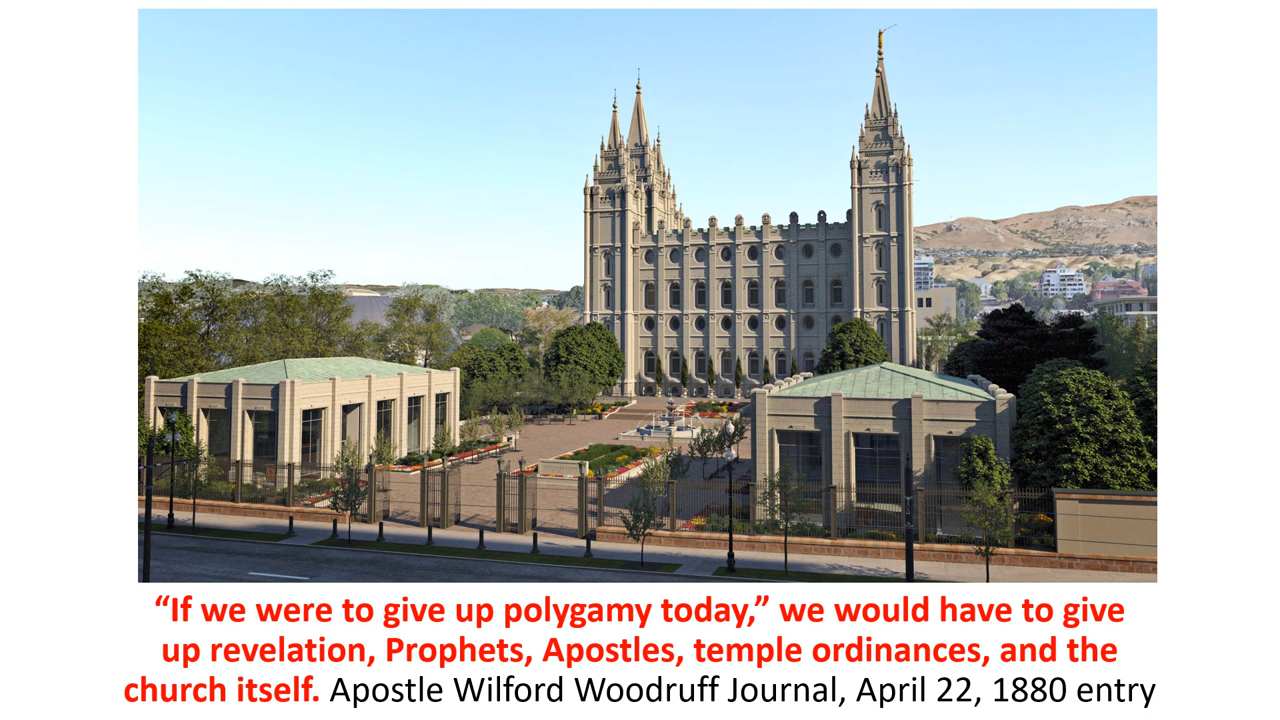 “If we were to give up polygamy today,” we would have to give
up revelation, Prophets, Apostles, temple ordinances, and the
church itself. Apostle Wilford Woodruff Journal, April 22, 1880 entry